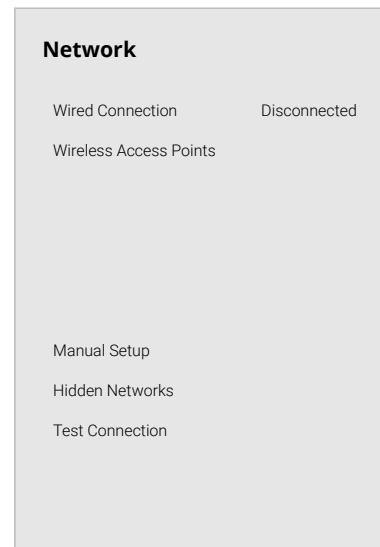 Network
Wired Connection Disconnected
Wireless Access Points
Manual Setup
Hidden Networks
Test Connection